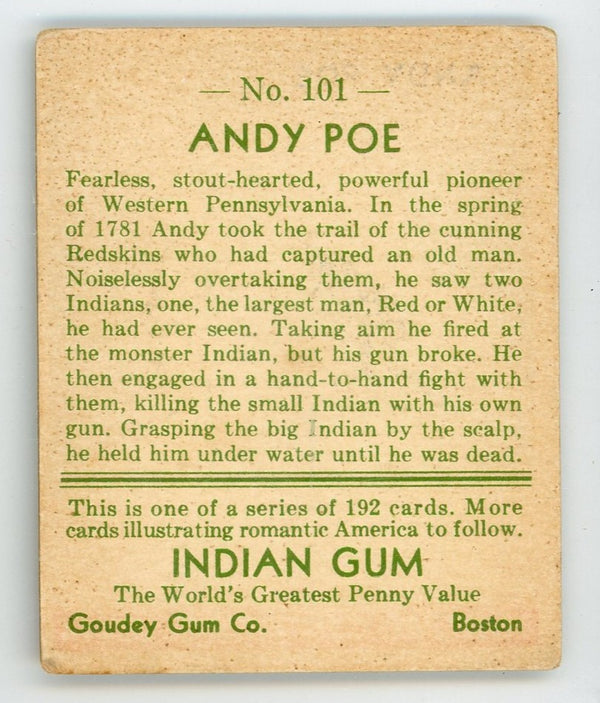 — No. 101 —
ANDY POE
Fearless, stout-hearted, powerful pioneer
of Western Pennsylvania. In the spring
of 1781 Andy took the trail of the cunning
Redskins who had captured an old man.
Noiselessly overtaking them, he saw two
Indians, one, the largest man, Red or White,
he had ever seen. Taking aim he fired at
the monster Indian, but his gun broke. He
then engaged in a hand-to-hand fight with
them, killing the small Indian with his own
gun. Grasping the big Indian by the scalp,
he held him under water until he was dead.
This is one of a series of 192 cards. More
cards illustrating romantic America to follow.
INDIAN GUM
The World's Greatest Penny Value
Goudey Gum Co. Boston